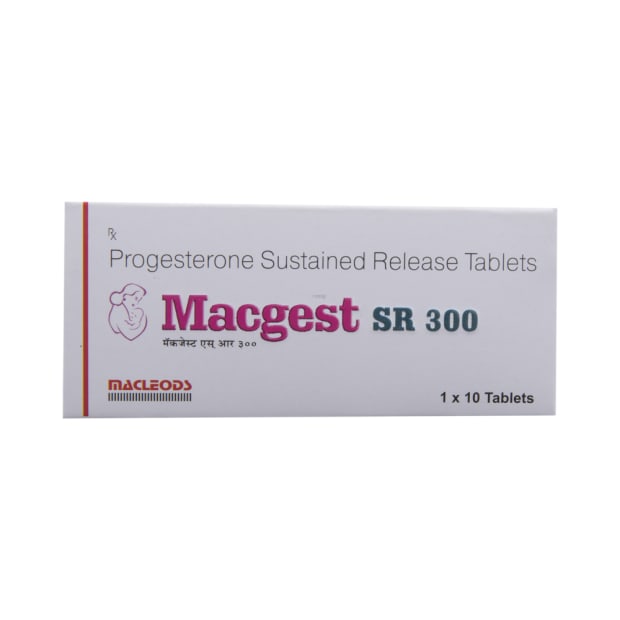 Rx
Progesterone Sustained Release Tablets
Macgest SR 300
मॅकजेस्ट एस् आर ३००
MACLEODS
1 x 10 Tablets